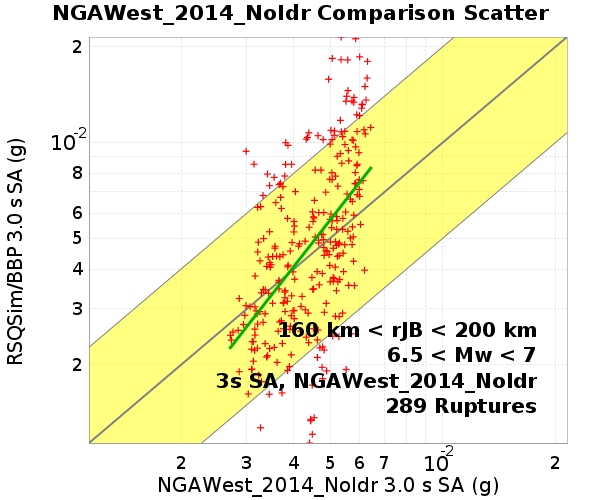 NGAWest_2014_NoIdr Comparison Scatter
RSQSim/BBP 3.0 s SA (g)
2
10-2
8
6
5
4
3
2
160 km < rJB < 200 km
6.5 < Mw < 7
3s SA, NGAWest_2014_NoIdr
289 Ruptures
2 3 4 5 6 7 10-2 2
NGAWest_2014_NoIdr 3.0 s SA (g)